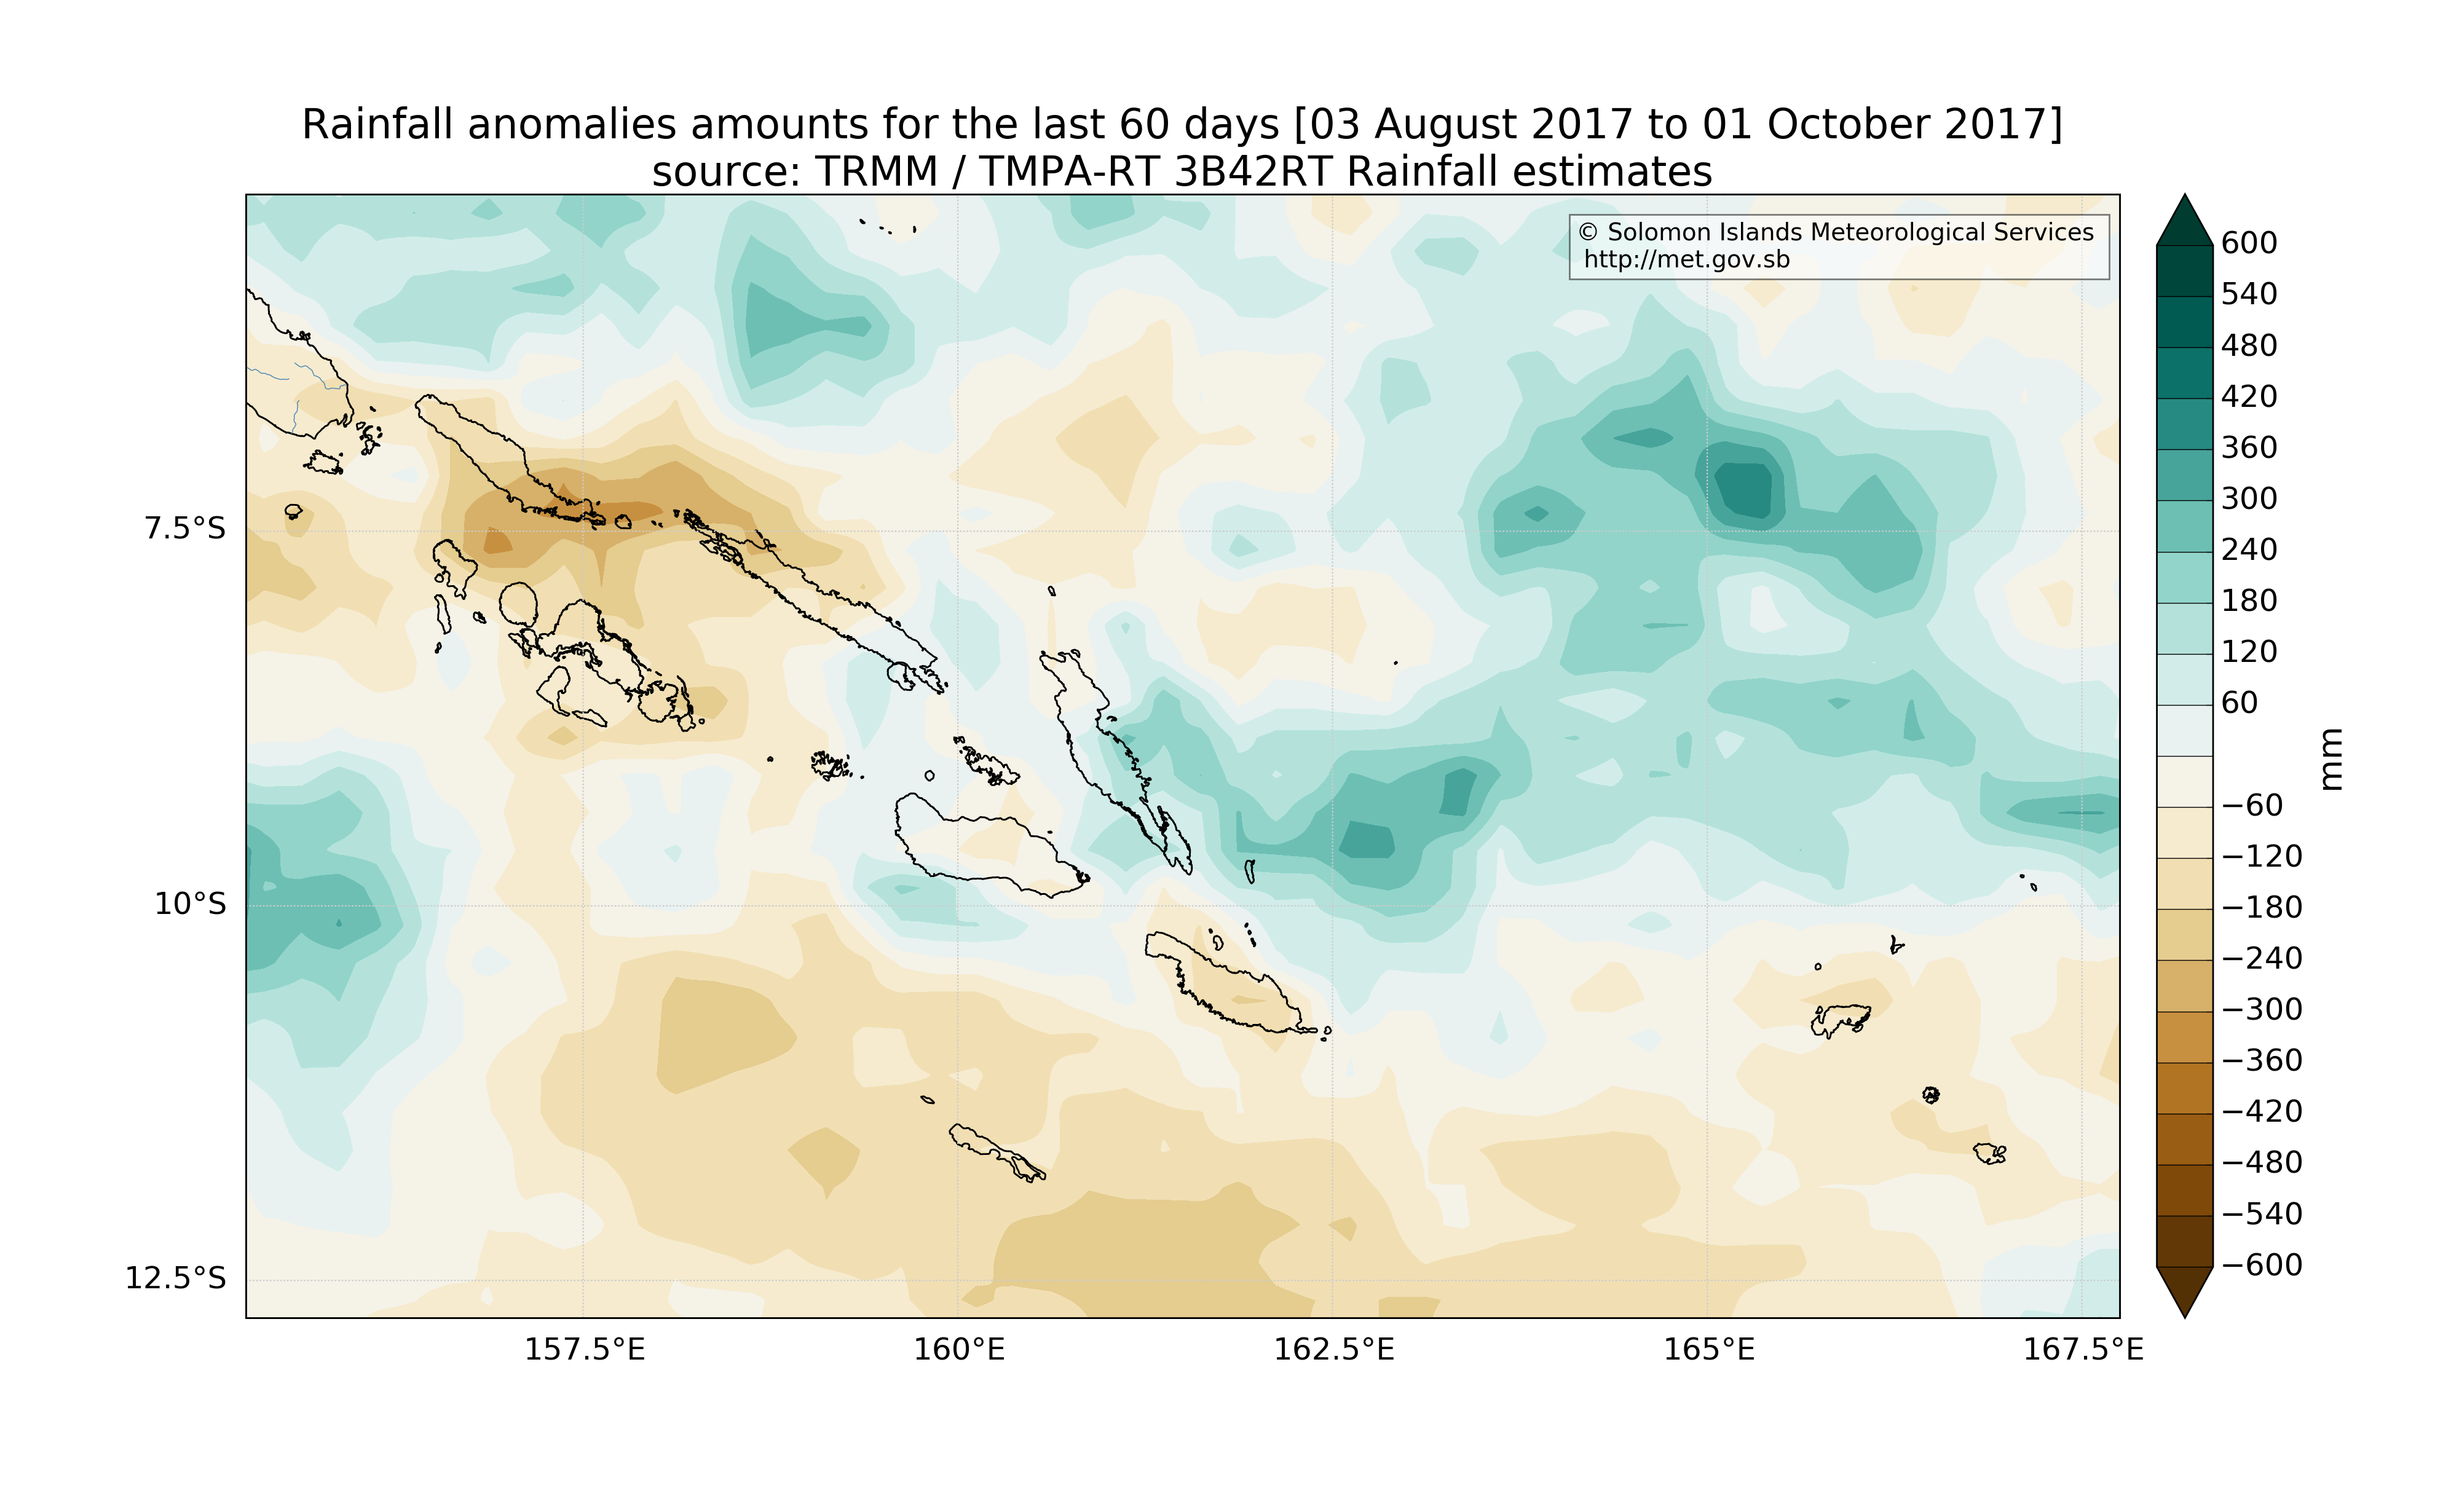 Rainfall anomalies amounts for the last 60 days [03 August 2017 to 01 October 2017]
source: TRMM / TMPA-RT 3B42RT Rainfall estimates
© Solomon Islands Meteorological Services
http://met.gov.sb
7.5°S
10°S
12.5°S
157.5°E
160°E
162.5°E
165°E
167.5°E
600
540
480
420
360
300
240
180
120
60
−60
−120
−180
−240
−300
−360
−420
−480
−540
−600
mm